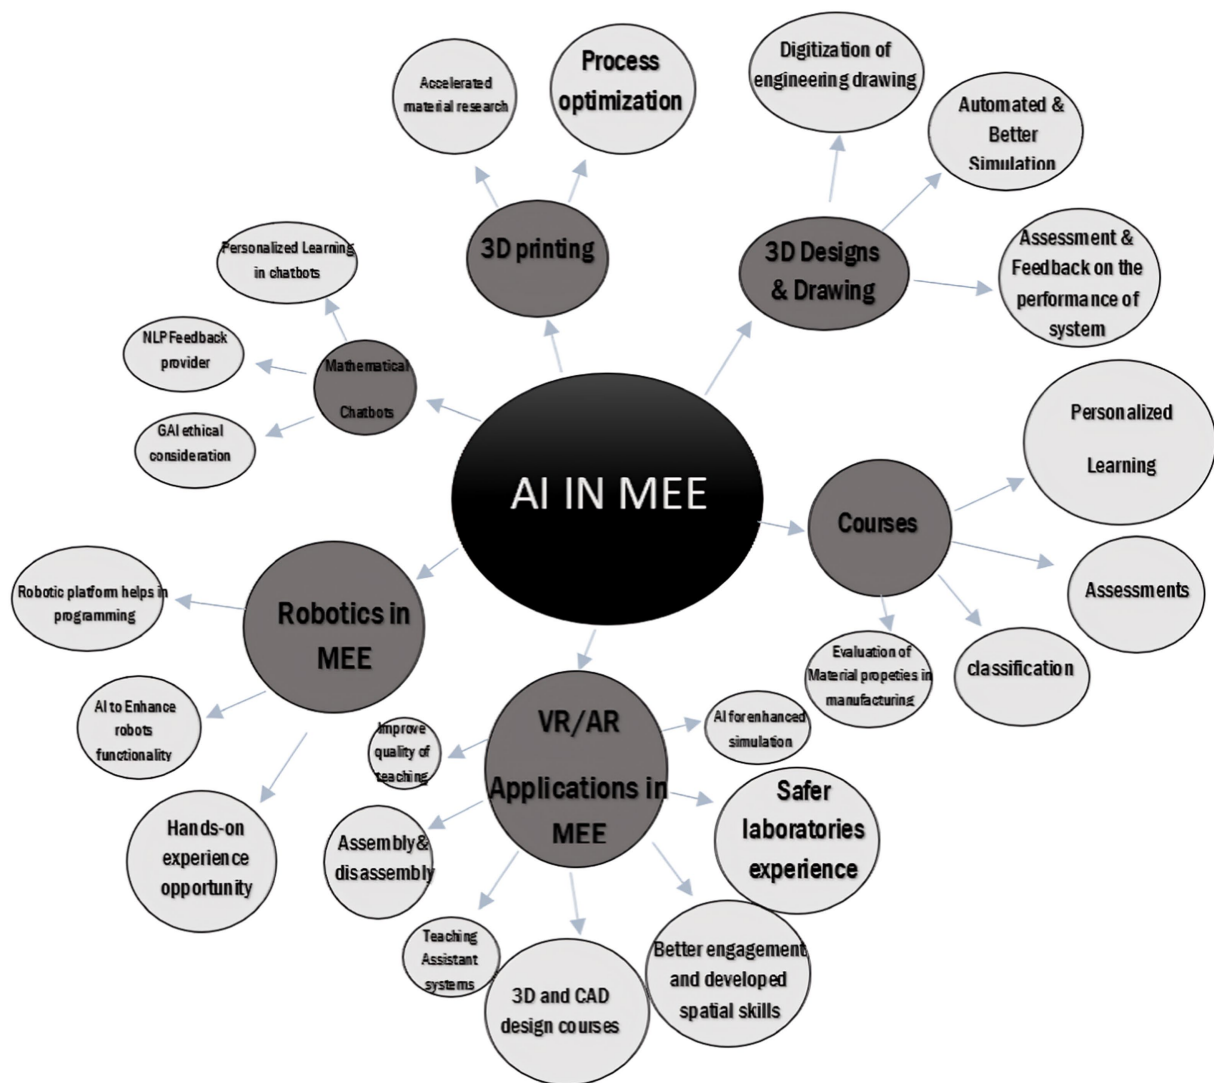 Accelerated
material research
Process
optimization
Digitization of
engineering drawing
Automated &
Better
Simulation
3D printing
3D Designs
& Drawing
Assessment &
Feedback on the
performance of
system
Personalized Learning
in chatbots
NLP Feedback
provider
Mathematical
Chatbots
GAI ethical
consideration
AI IN MEE
Personalized
Learning
Courses
Assessments
classification
Evaluation of
Material propeties in
manufacturing
Robotics in
MEE
Robotic platform helps in
programming
AI to Enhance
robots
functionality
Hands-on
experience
opportunity
VR/AR
Applications in
MEE
Improve
quality of
teaching
AI for enhanced
simulation
Assembly&
disassembly
Safer
laboratories
experience
Teaching
Assistant
systems
3D and CAD
design courses
Better engagement
and developed
spatial skills